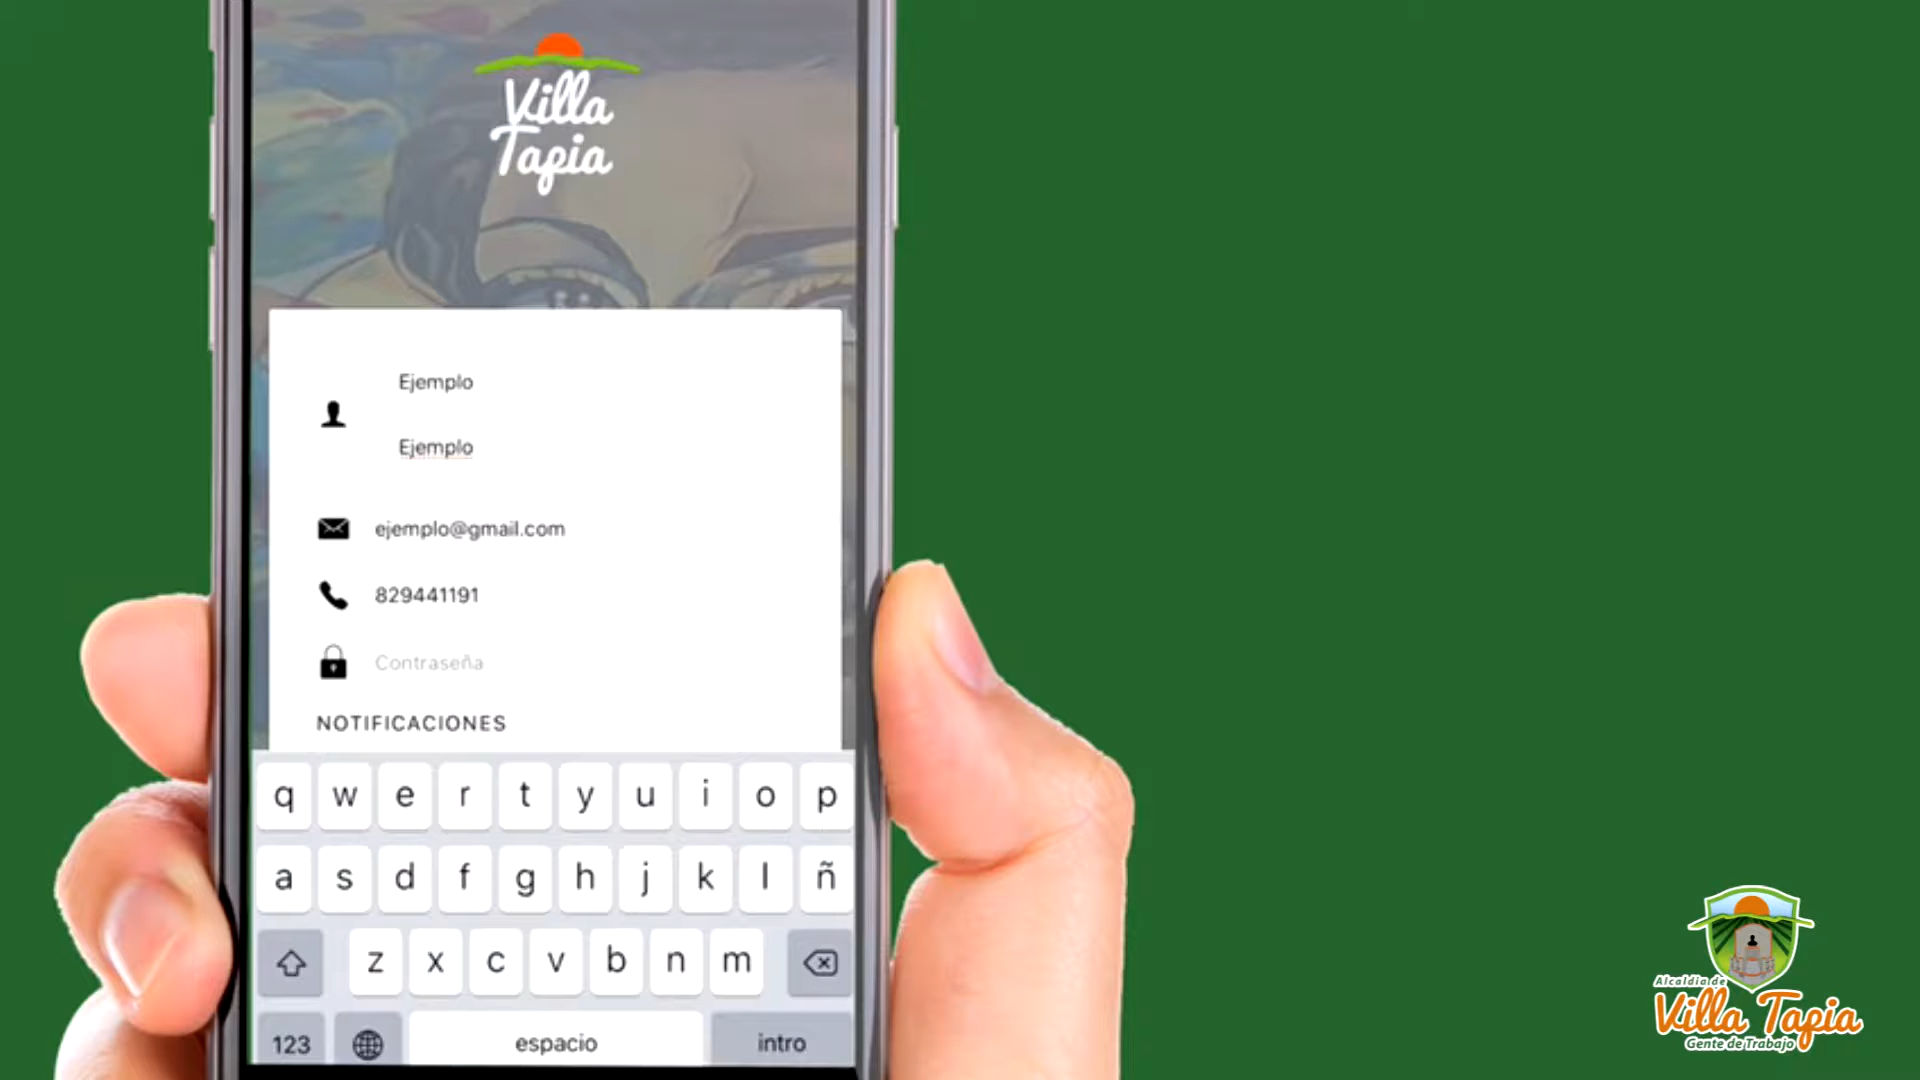 Villa
Tapia
Ejemplo
Ejemplo
ejemplo@gmail.com
829441191
Contraseña
NOTIFICACIONES
q w e r t y u i o p
a s d f g h j k l ñ
z x c v b n m
123 espacio intro
Alcaldia de
Villa Tapia
Gente de Trabajo